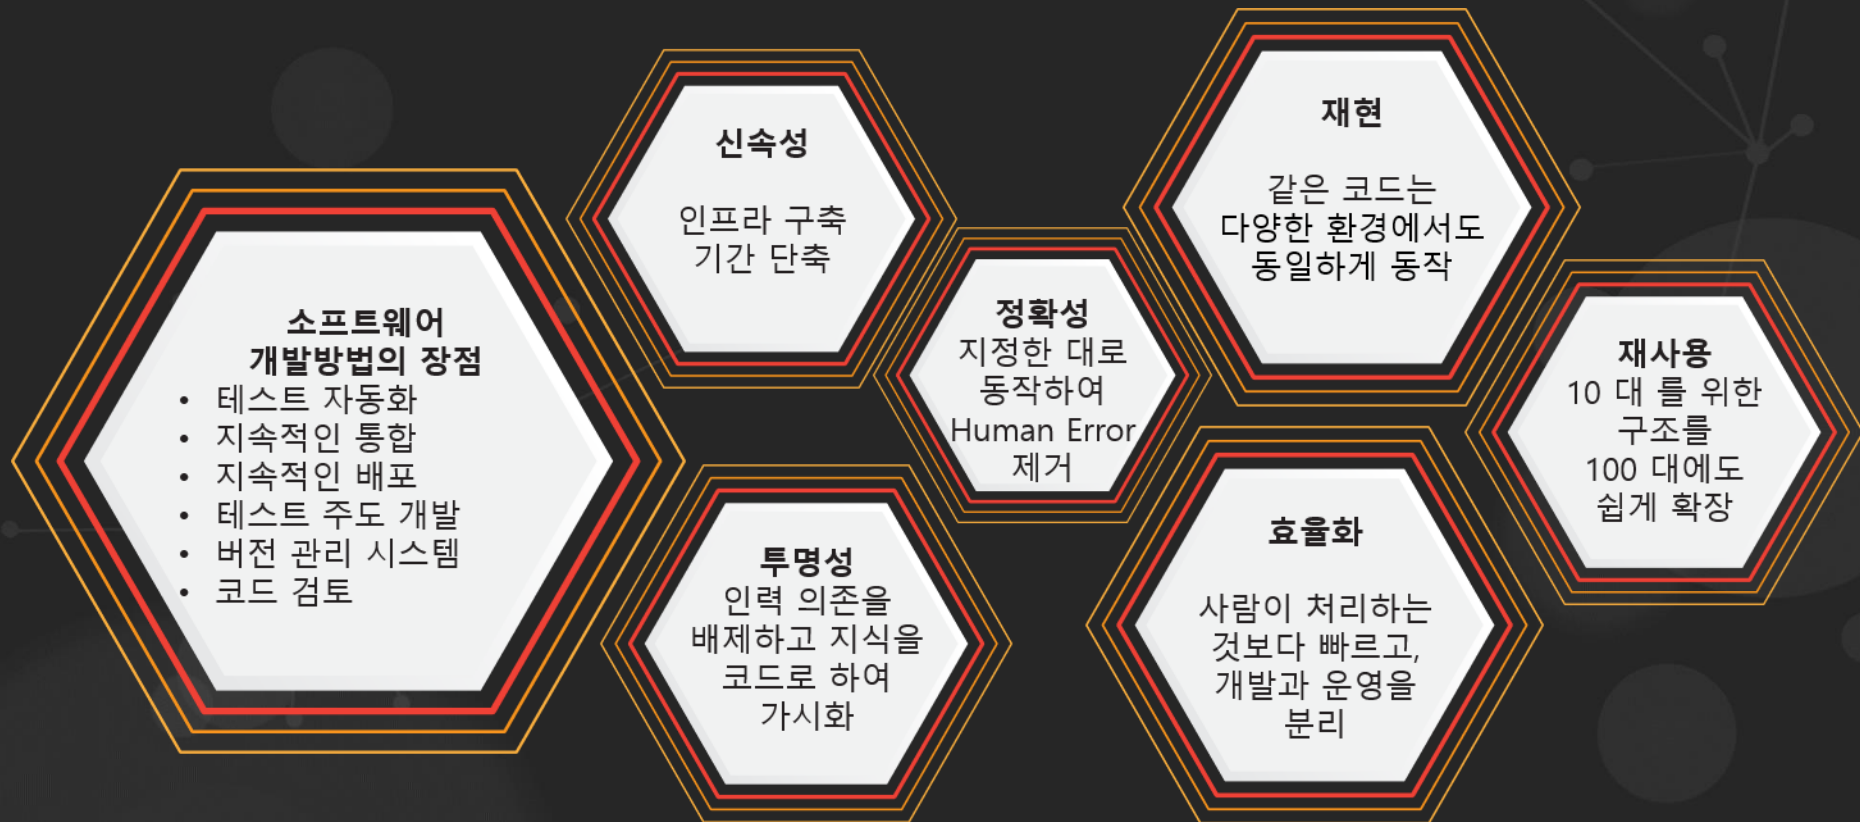 소프트웨어
개발방법의 장점
• 테스트 자동화
• 지속적인 통합
• 지속적인 배포
• 테스트 주도 개발
• 버전 관리 시스템
• 코드 검토
신속성
인프라 구축
기간 단축
투명성
인력 의존을
배제하고 지식을
코드로 하여
가시화
정확성
지정한 대로
동작하여
Human Error
제거
재현
같은 코드는
다양한 환경에서도
동일하게 동작
효율화
사람이 처리하는
것보다 빠르고,
개발과 운영을
분리
재사용
10 대 를 위한
구조를
100 대에도
쉽게 확장